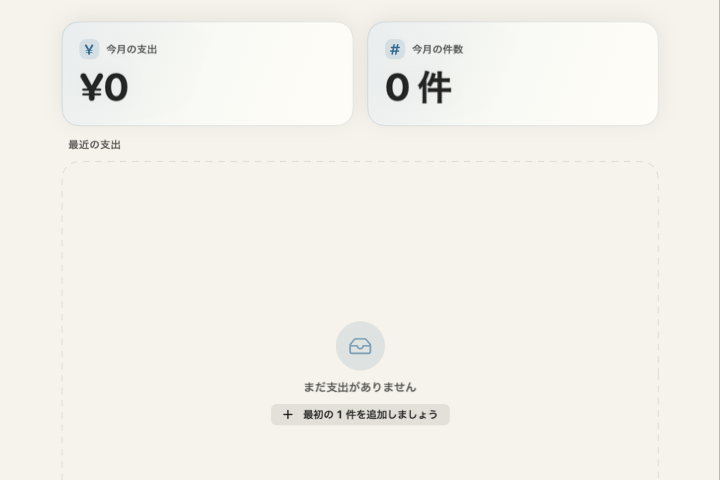 ¥ 今月の支出
¥0
# 今月の件数
0 件
最近の支出
まだ支出がありません
+ 最初の 1 件を追加しましょう